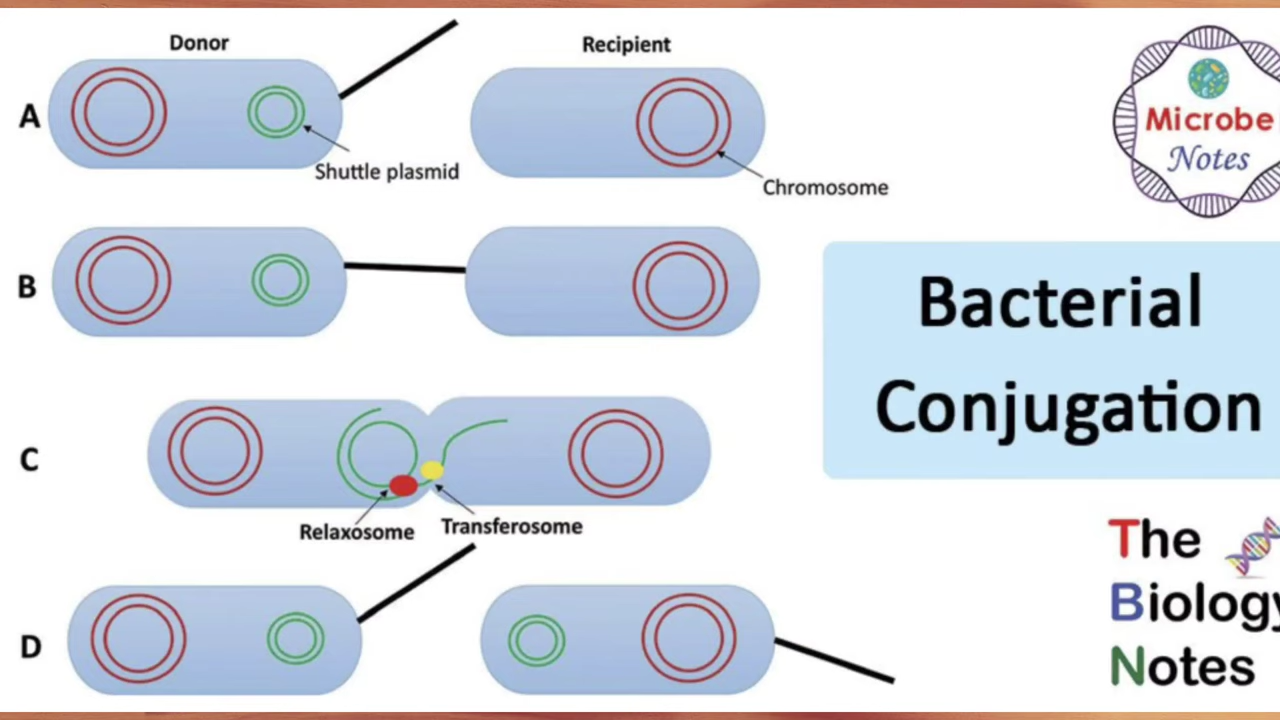 Donor
Recipient
A
Shuttle plasmid
Chromosome
Microbe
Notes
B
Bacterial
Conjugation
C
Relaxosome
Transferosome
The
Biology
Notes
D